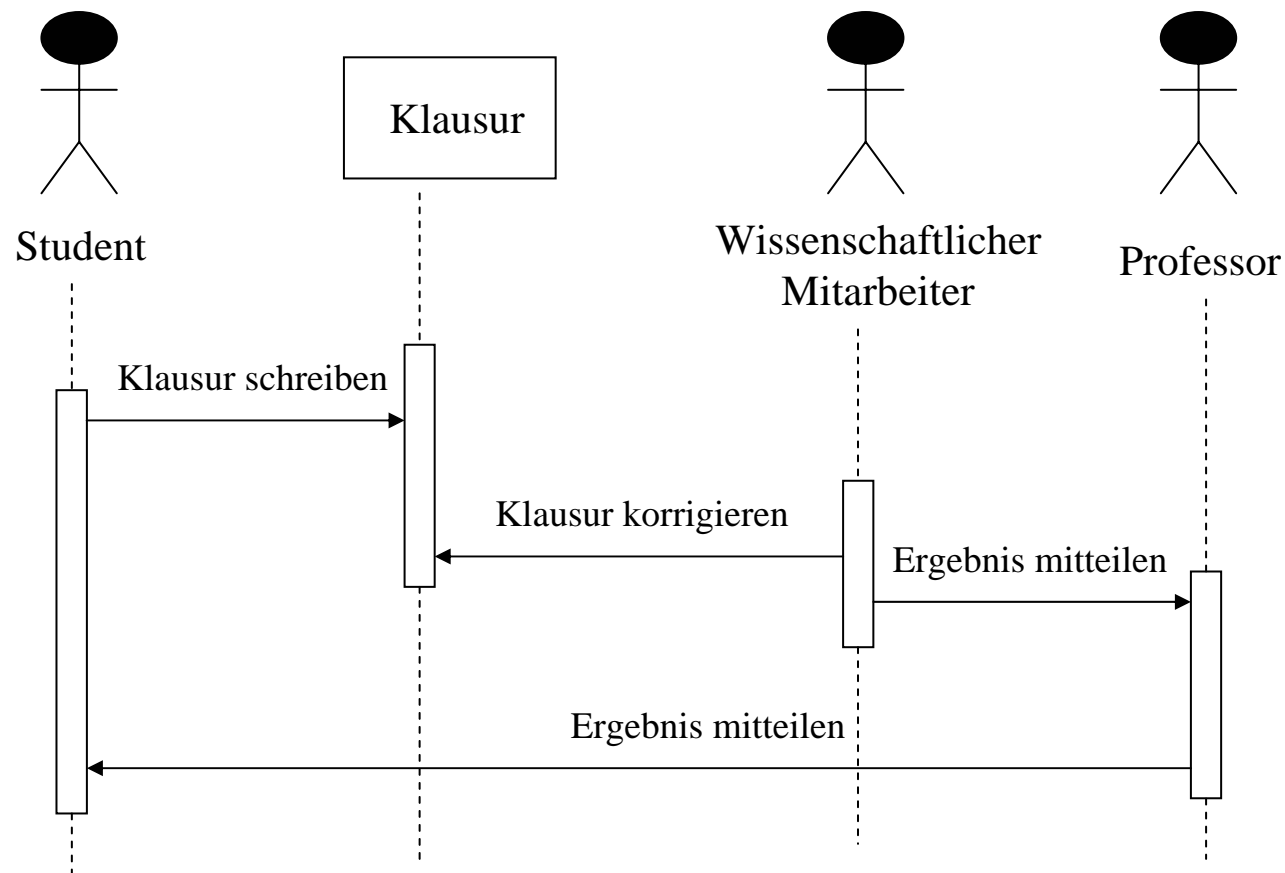 Klausur
Student
Wissenschaftlicher
Mitarbeiter
Professor
Klausur schreiben
Klausur korrigieren
Ergebnis mitteilen
Ergebnis mitteilen